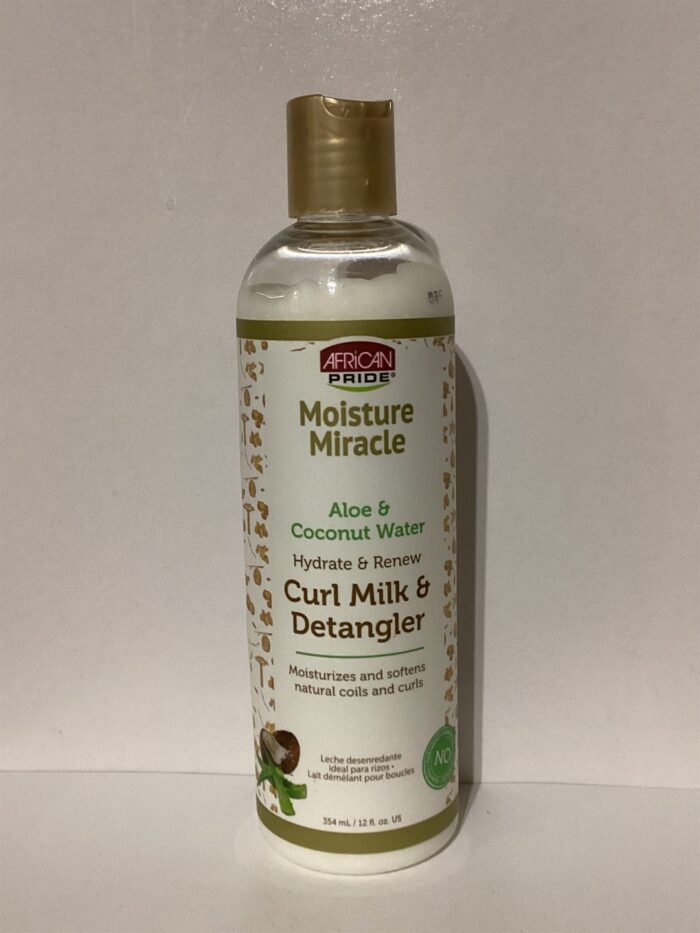 AFRiCAN
PRIDE®
Moisture
Miracle
Aloe &
Coconut Water
Hydrate & Renew
Curl Milk &
Detangler
Moisturizes and softens
natural coils and curls
Leche desenredante
ideal para rizos •
Lait démêlant pour boucles
NO
354 mL / 12 fl. oz. US